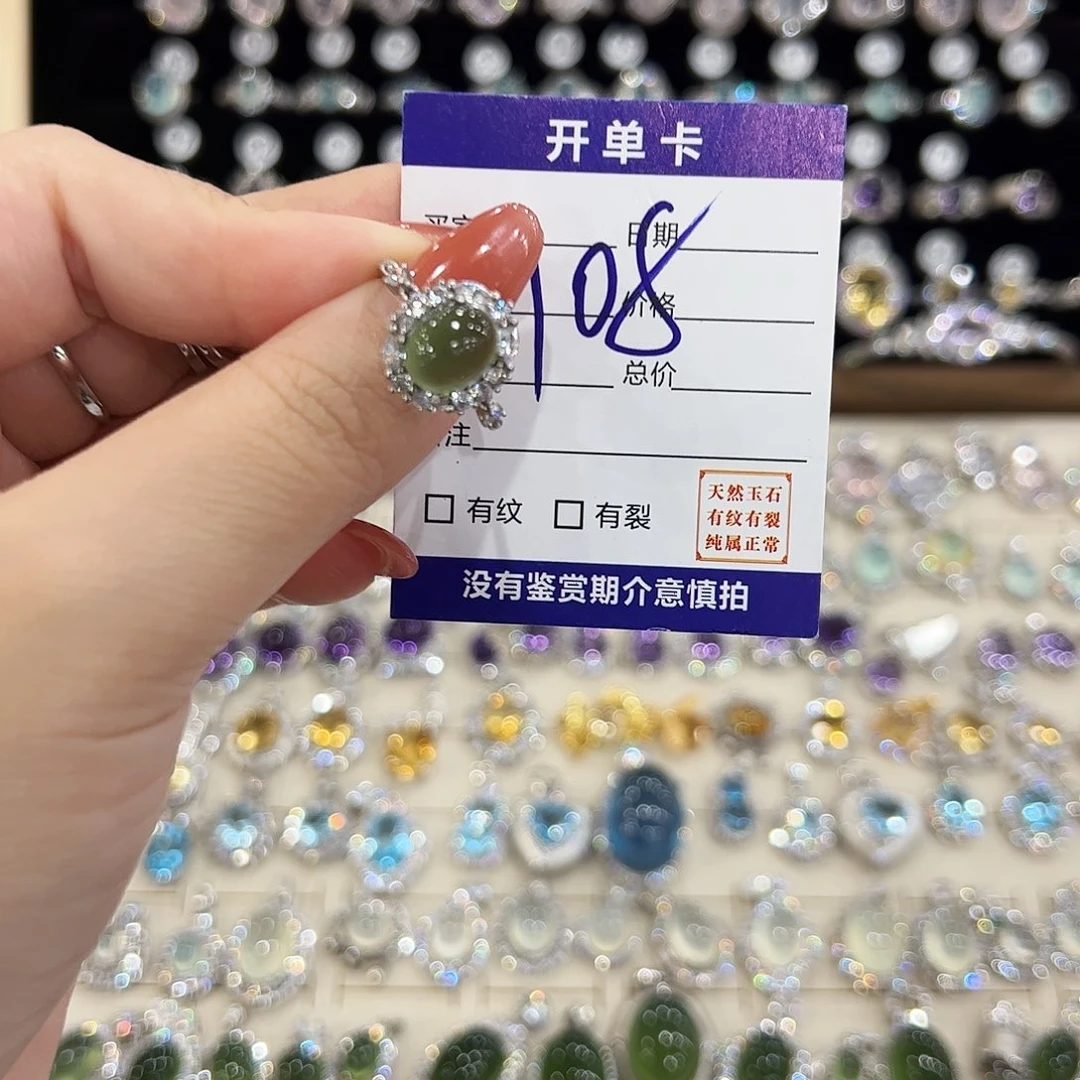 开单卡
日期
108
价格
总价
注
有纹
有裂
天然玉石
有纹有裂
纯属正常
没有鉴赏期介意慎拍